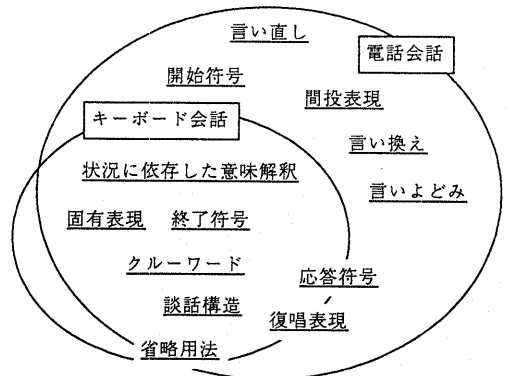 言い直し
電話会話
開始符号
間投表現
キーボード会話
言い換え
状況に依存した意味解釈
言いよどみ
固有表現 終了符号
クルーワード
応答符号
談話構造
復唱表現
省略用法